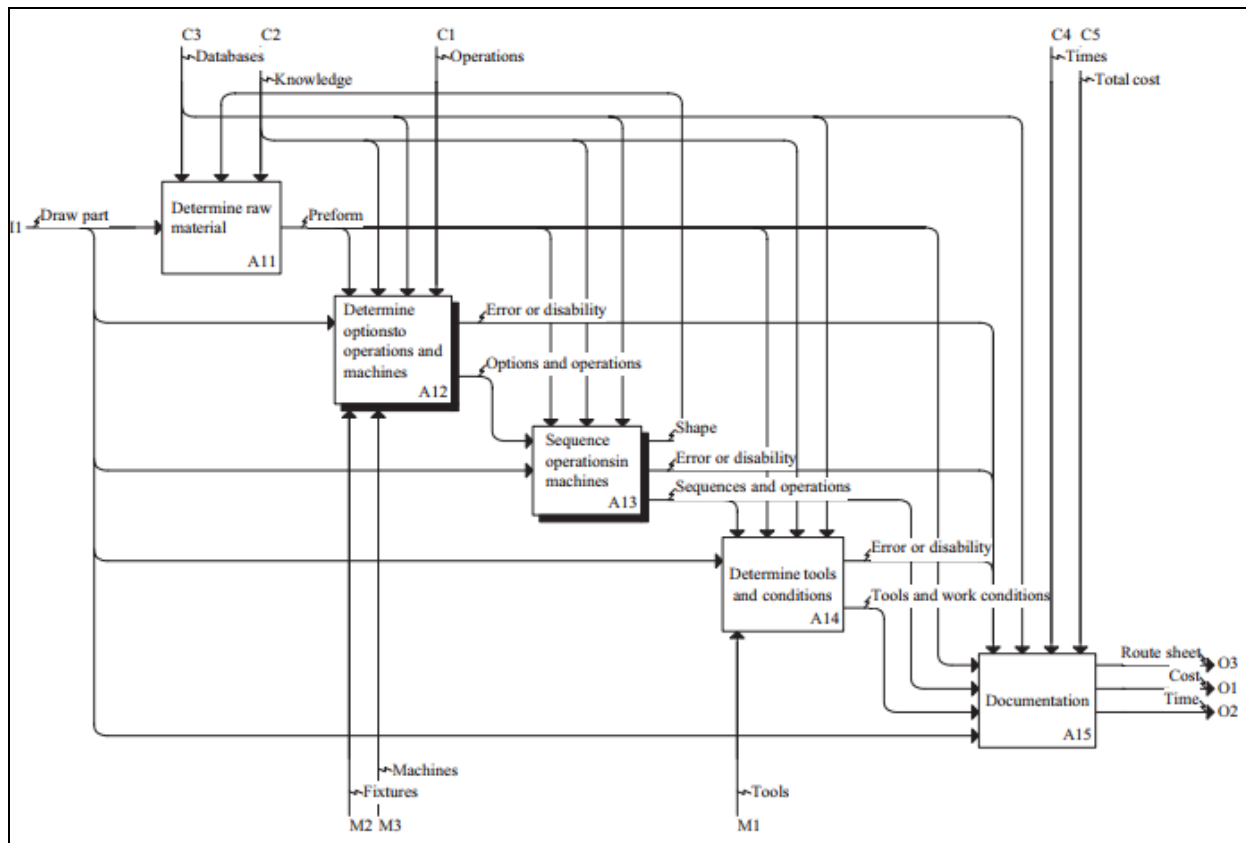 C3
C2
C1
C4
C5
Databases
Operations
Times
Knowledge
Total cost
I1
Draw part
Determine raw
material
A11
Preform
Determine
optionsto
operations and
machines
A12
Error or disability
Options and operations
Sequence
operationsin
machines
A13
Shape
Error or disability
Sequences and operations
Determine tools
and conditions
A14
Error or disability
Tools and work conditions
Documentation
A15
Route sheet
O3
Cost
O1
Time
O2
Machines
Fixtures
Tools
M2
M3
M1